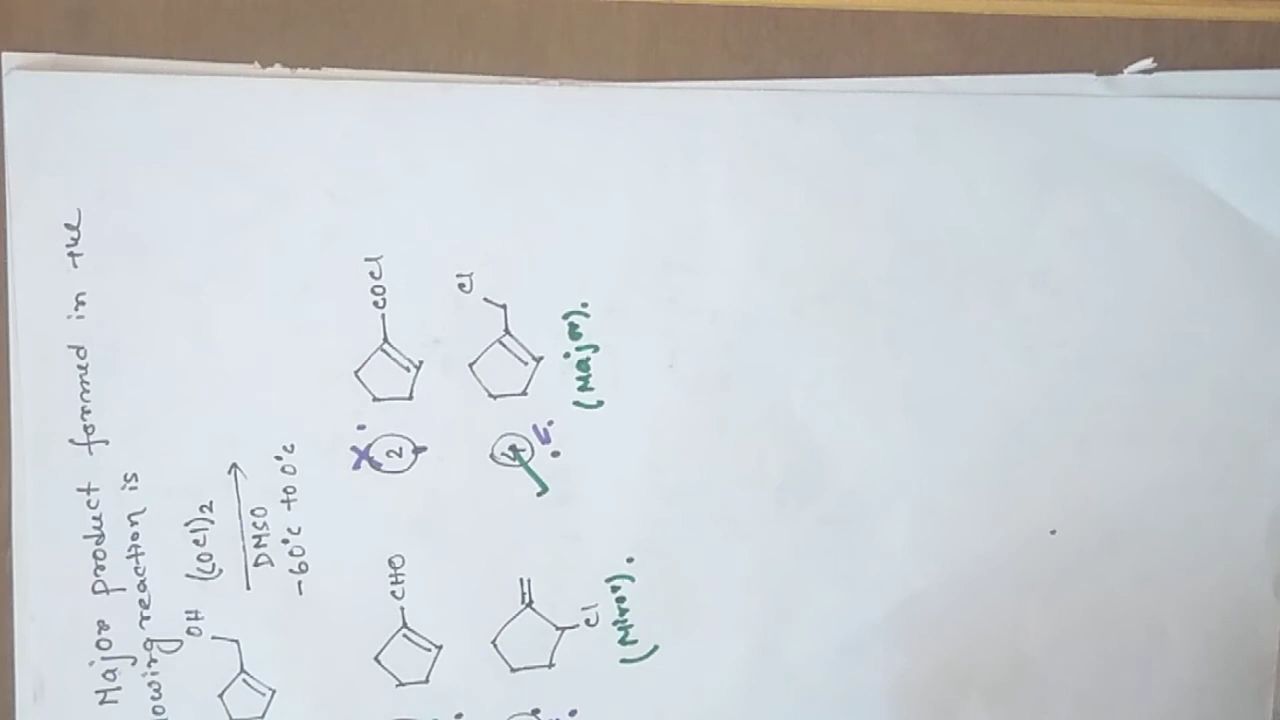 Major product formed in the
lowing reaction is
OH (COCl)2
DMSO
-60°C to 0°C
CHO
2 COCl
Cl
4 Cl
(Minor).
(Major).